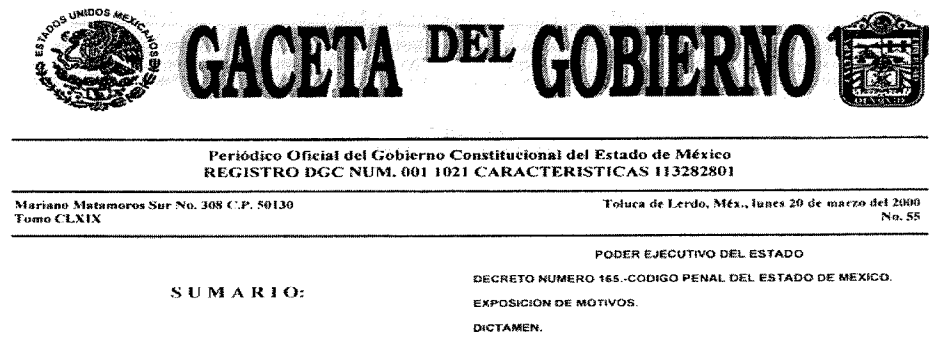 ESTADOS UNIDOS MEXICANOS
GACETA DEL GOBIERNO
Periódico Oficial del Gobierno Constitucional del Estado de México
REGISTRO DGC NUM. 001 1021 CARACTERISTICAS 113282801
Mariano Matamoros Sur No. 308 C.P. 50130
Tomo CLXIX
Toluca de Lerdo, Méx., lunes 20 de marzo del 2000
No. 55
SUMARIO:
PODER EJECUTIVO DEL ESTADO
DECRETO NUMERO 165.-CODIGO PENAL DEL ESTADO DE MEXICO.
EXPOSICION DE MOTIVOS.
DICTAMEN.